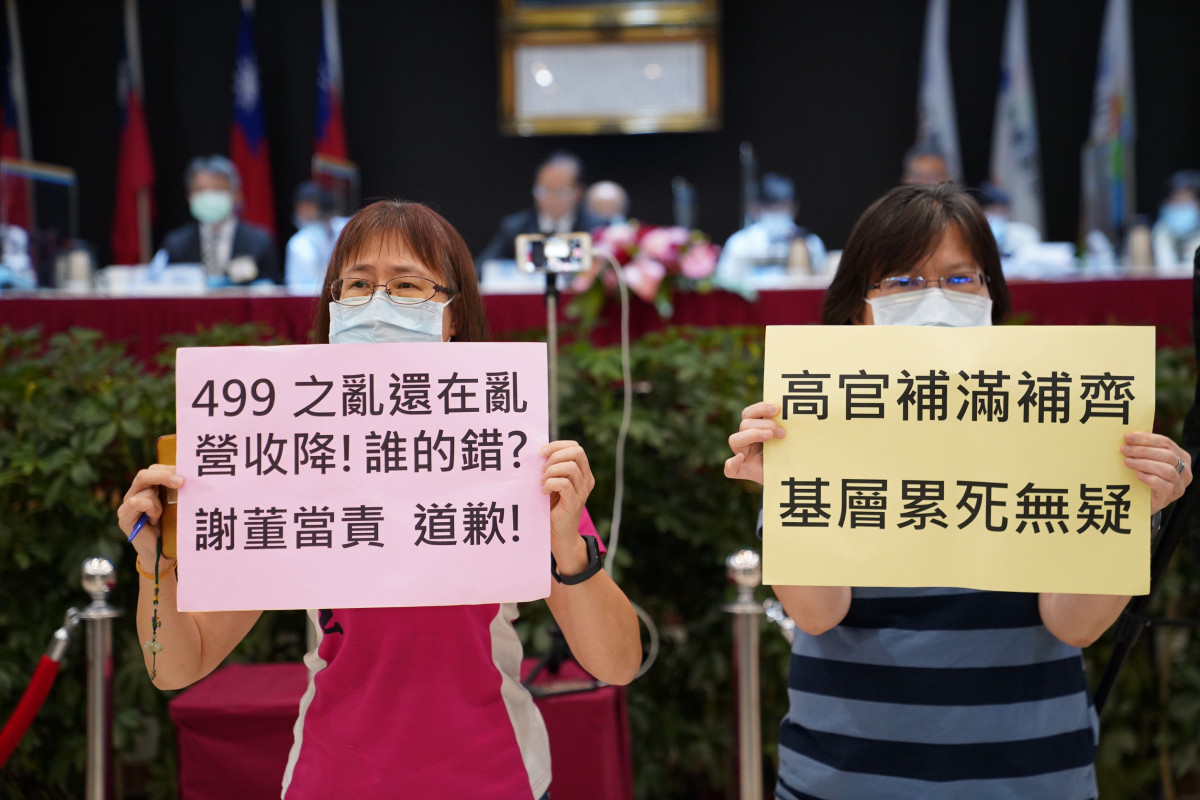 499 之亂還在亂
營收降! 誰的錯?
謝董當責 道歉!
高官補滿補齊
基層累死無疑